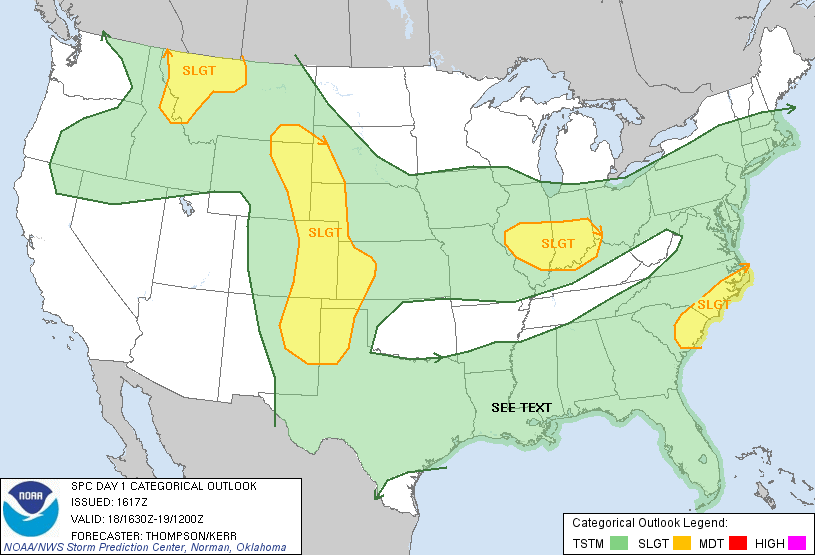 SLGT
SLGT
SLGT
SLGT
SEE TEXT
NOAA
SPC DAY 1 CATEGORICAL OUTLOOK
ISSUED: 1617Z
VALID: 18/1630Z-19/1200Z
FORECASTER: THOMPSON/KERR
NOAA/NWS Storm Prediction Center, Norman, Oklahoma
Categorical Outlook Legend:
TSTM SLGT MDT HIGH